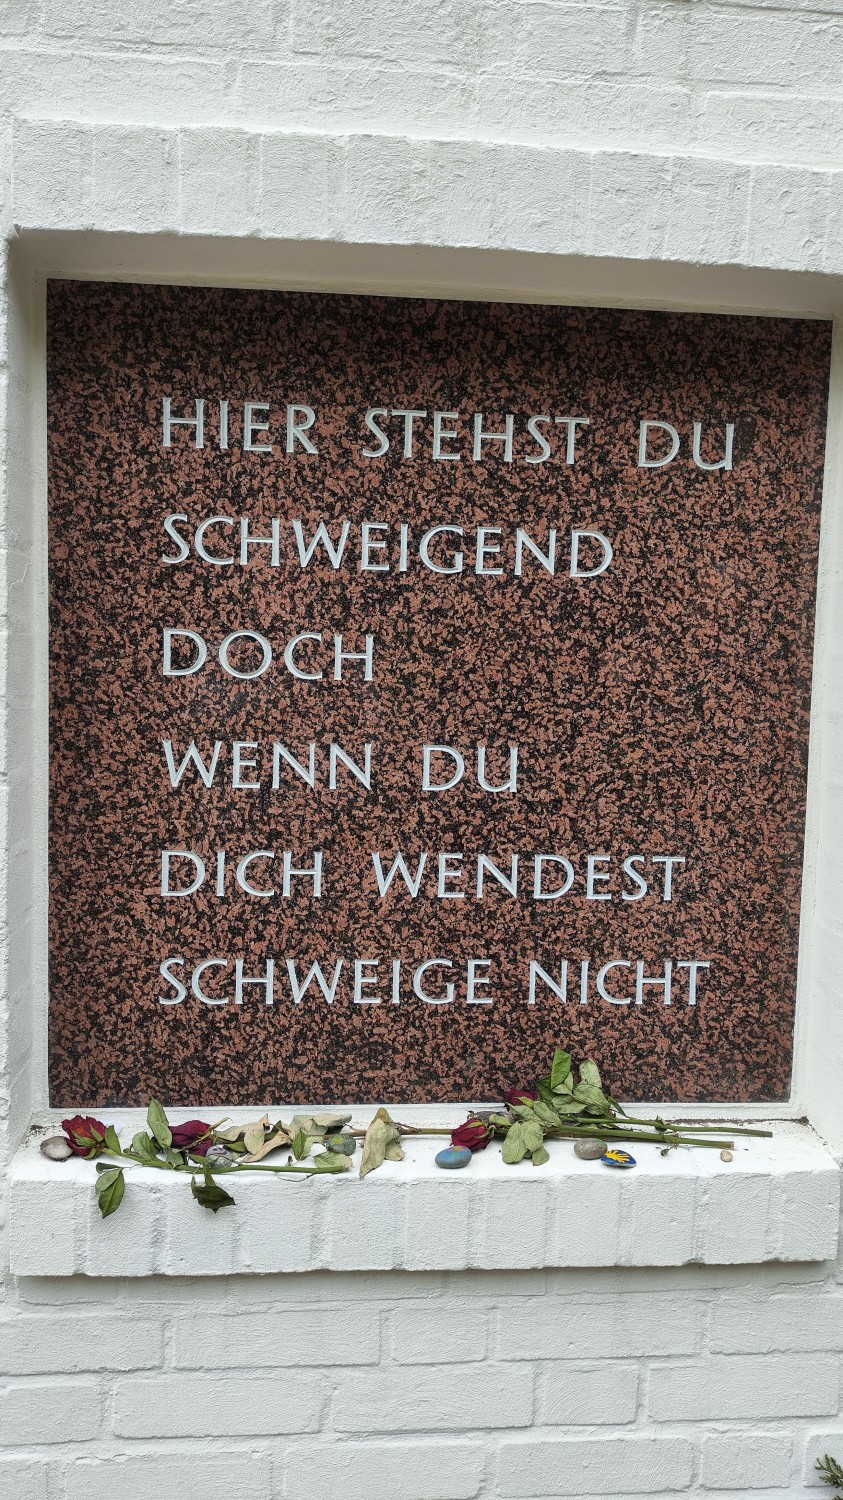 HIER STEHST DU
SCHWEIGEND
DOCH
WENN DU
DICH WENDEST
SCHWEIGE NICHT